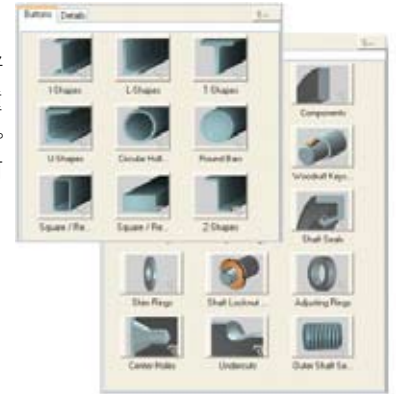 Buttons Details
I-Shapes L-Shapes T-Shapes
U-Shapes Circular Holl... Round Bars
Square / Re... Square / Re... Z-Shapes
Components
Woodruff Keys...
Shaft Seals
Shim Rings Shaft Locknut ... Adjusting Rings
Center Holes Undercuts Outer Shaft Se...